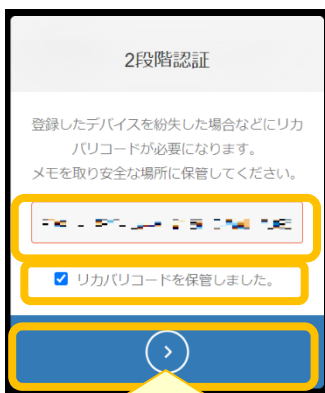 2段階認証
登録したデバイスを紛失した場合などにリカ
バリコードが必要になります。
メモを取り安全な場所に保管してください。
リカバリコードを保管しました。